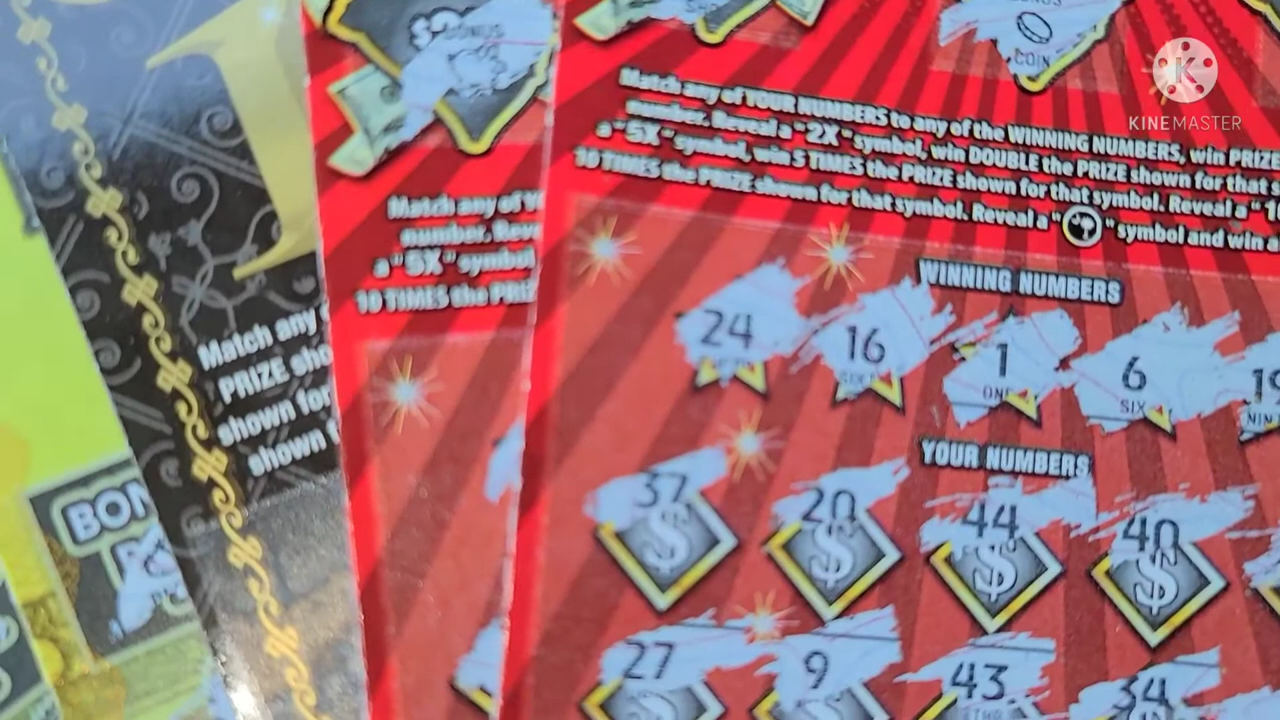 $
BONUS
BONUS
COIN
K
KINEMASTER
Match any of YOUR NUMBERS to any of the WINNING NUMBERS, win PRIZE
number. Reveal a "2X" symbol, win DOUBLE the PRIZE shown for that s
a "5X" symbol, win 5 TIMES the PRIZE shown for that symbol. Reveal a "1
10 TIMES the PRIZE shown for that symbol. Reveal a " " symbol and win a
Match any of Y
number. Reve
a "5X" symbol
10 TIMES the PRIZ
Match any
PRIZE sho
shown for
shown f
BON
WINNING NUMBERS
24 16 1 6 19
ONE SIX NIN
YOUR NUMBERS
37 20 44 40
$ $ $ $
27 9 43 34